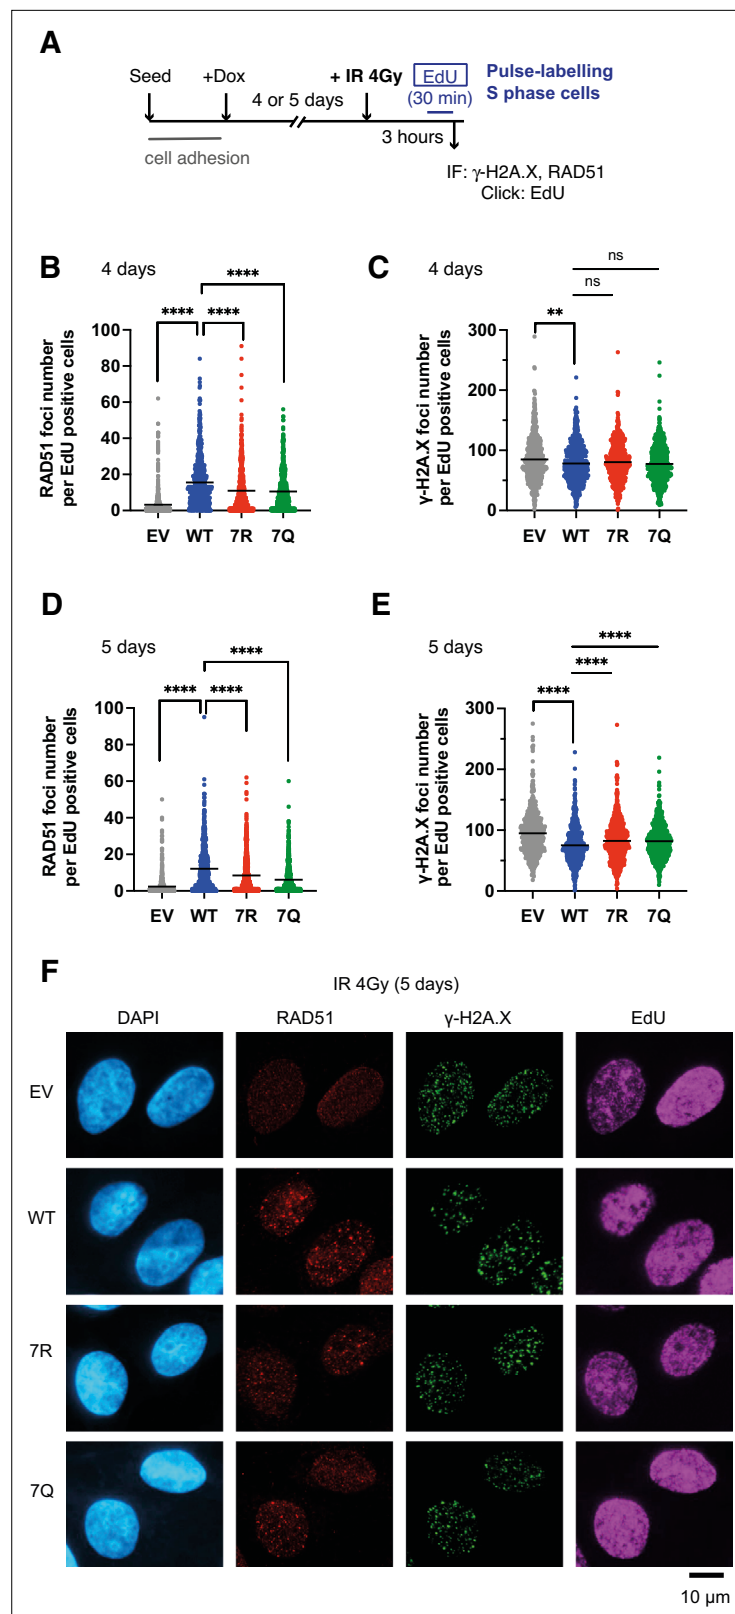 A
Seed
+Dox
+ IR 4Gy
EdU
Pulse-labelling
4 or 5 days
(30 min)
S phase cells
3 hours
cell adhesion
IF: γ-H2A.X, RAD51
Click: EdU
B
4 days
****
****
****
RAD51 foci number
per EdU positive cells
100
80
60
40
20
0
EV WT 7R 7Q
C
4 days
ns
ns
**
γ-H2A.X foci number
per EdU positive cells
300
200
100
0
EV WT 7R 7Q
D
5 days
****
****
****
RAD51 foci number
per EdU positive cells
100
80
60
40
20
0
EV WT 7R 7Q
E
5 days
****
****
****
γ-H2A.X foci number
per EdU positive cells
300
200
100
0
EV WT 7R 7Q
F
IR 4Gy (5 days)
DAPI RAD51 γ-H2A.X EdU
EV
WT
7R
7Q
10 μm